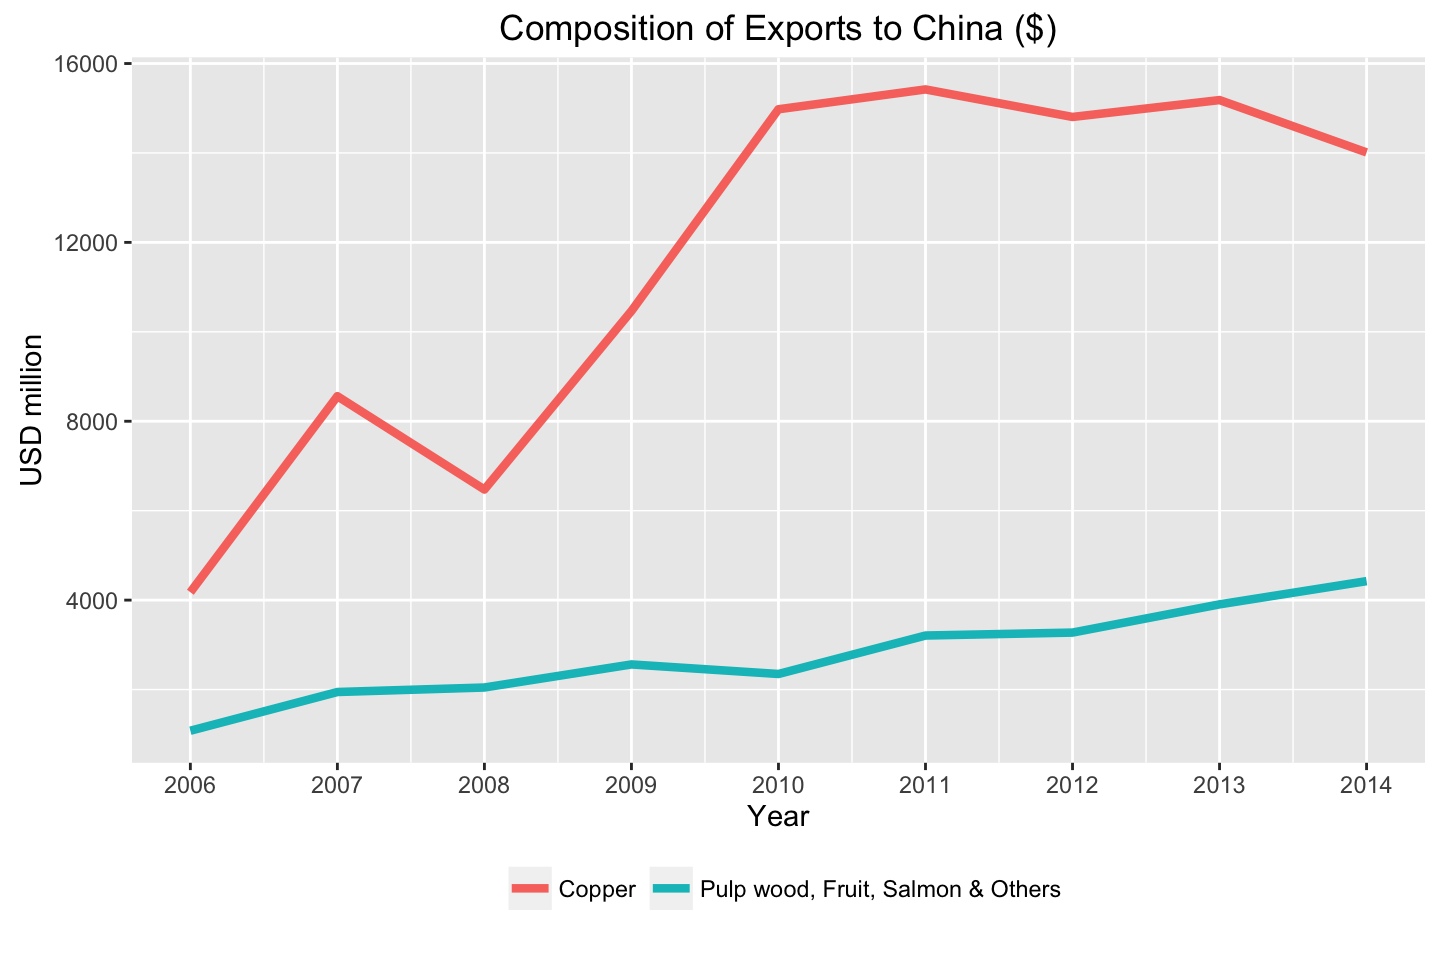 Composition of Exports to China ($)
16000
12000
8000
4000
USD million
2006 2007 2008 2009 2010 2011 2012 2013 2014
Year
Copper Pulp wood, Fruit, Salmon & Others